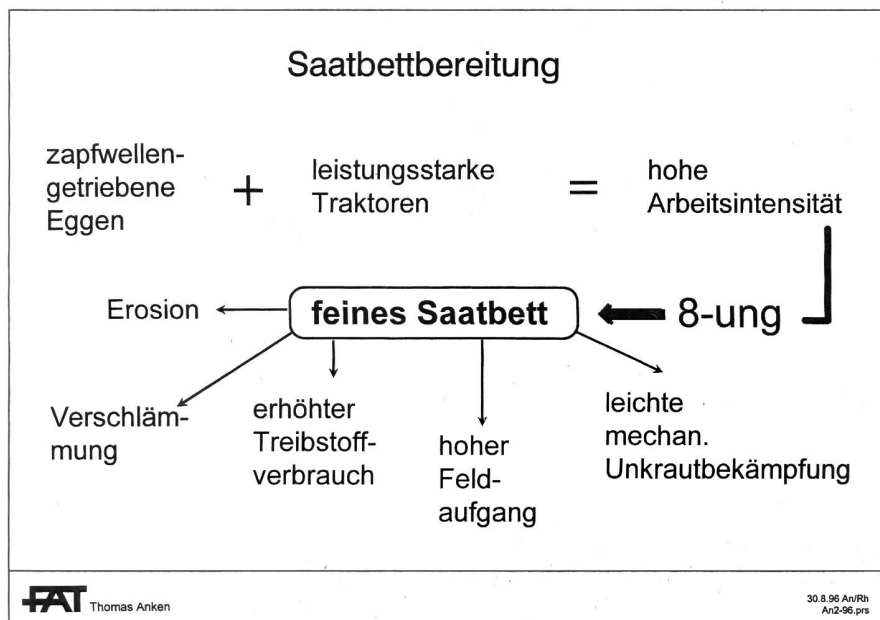 Saatbettbereitung
zapfwellen-
getriebene
Eggen
+
leistungsstarke
Traktoren
=
hohe
Arbeitsintensität
Erosion
feines Saatbett
8-ung
Verschläm-
mung
erhöhter
Treibstoff-
verbrauch
hoher
Feld-
aufgang
leichte
mechan.
Unkrautbekämpfung
FAT Thomas Anken
30.8.96 An/Rh
An2-96.prs